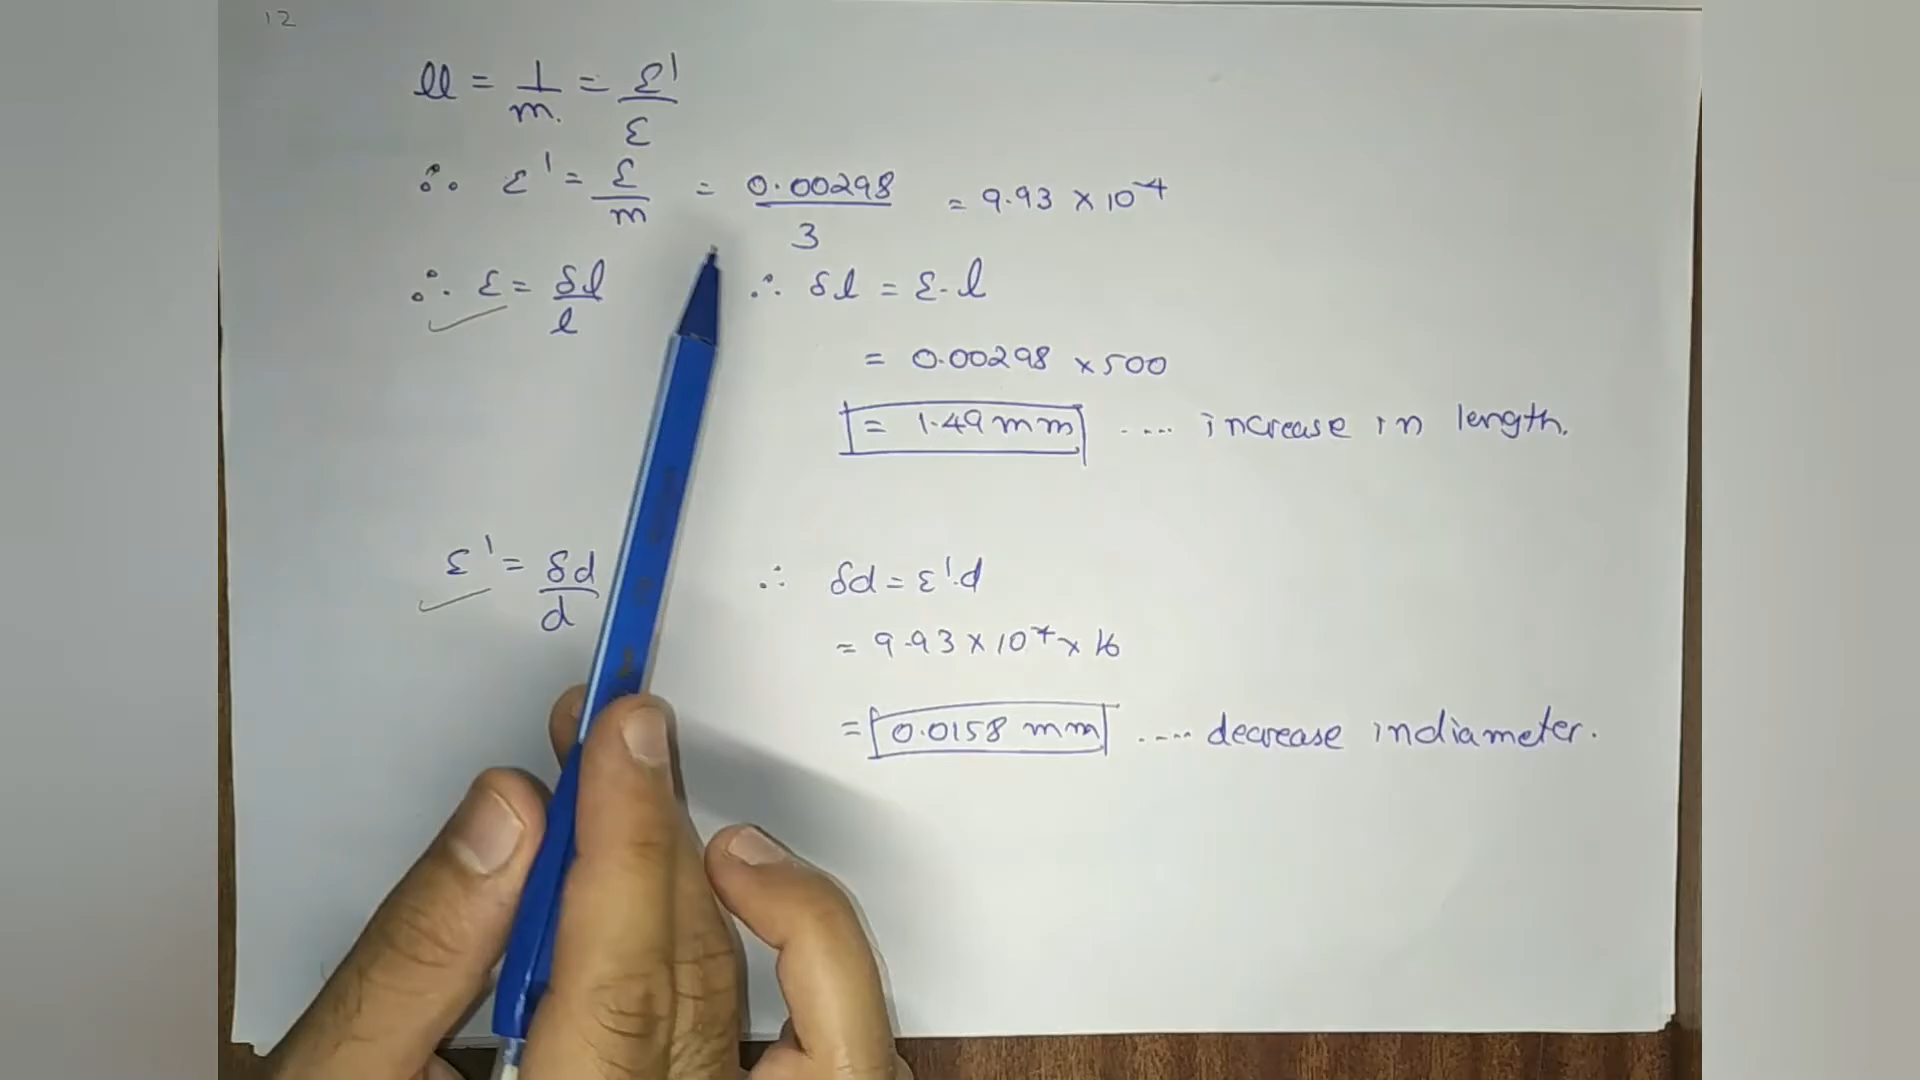 12
μ = 1/m. = ε'/ε
∴ ε' = ε/m = 0.00298/3 = 9.93 × 10⁻⁴
∴ ε = δl/l ∴ δl = ε.l
= 0.00298 × 500
= 1.49 mm .... increase in length.
ε' = δd/d ∴ δd = ε'.d
= 9.93 × 10⁻⁴ × 16
= 0.0158 mm .... decrease in diameter.